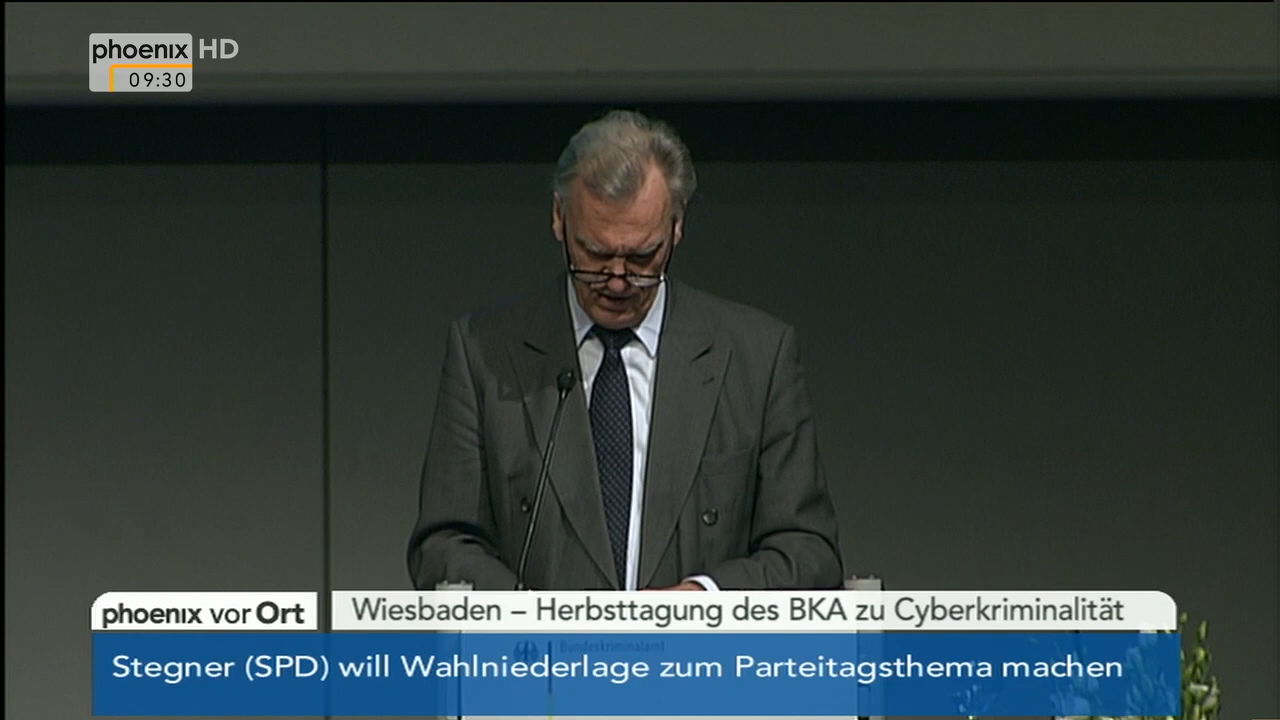 phoenix HD
09:30
phoenix vor Ort
Wiesbaden – Herbsttagung des BKA zu Cyberkriminalität
Bundeskriminalamt
Stegner (SPD) will Wahlniederlage zum Parteitagsthema machen